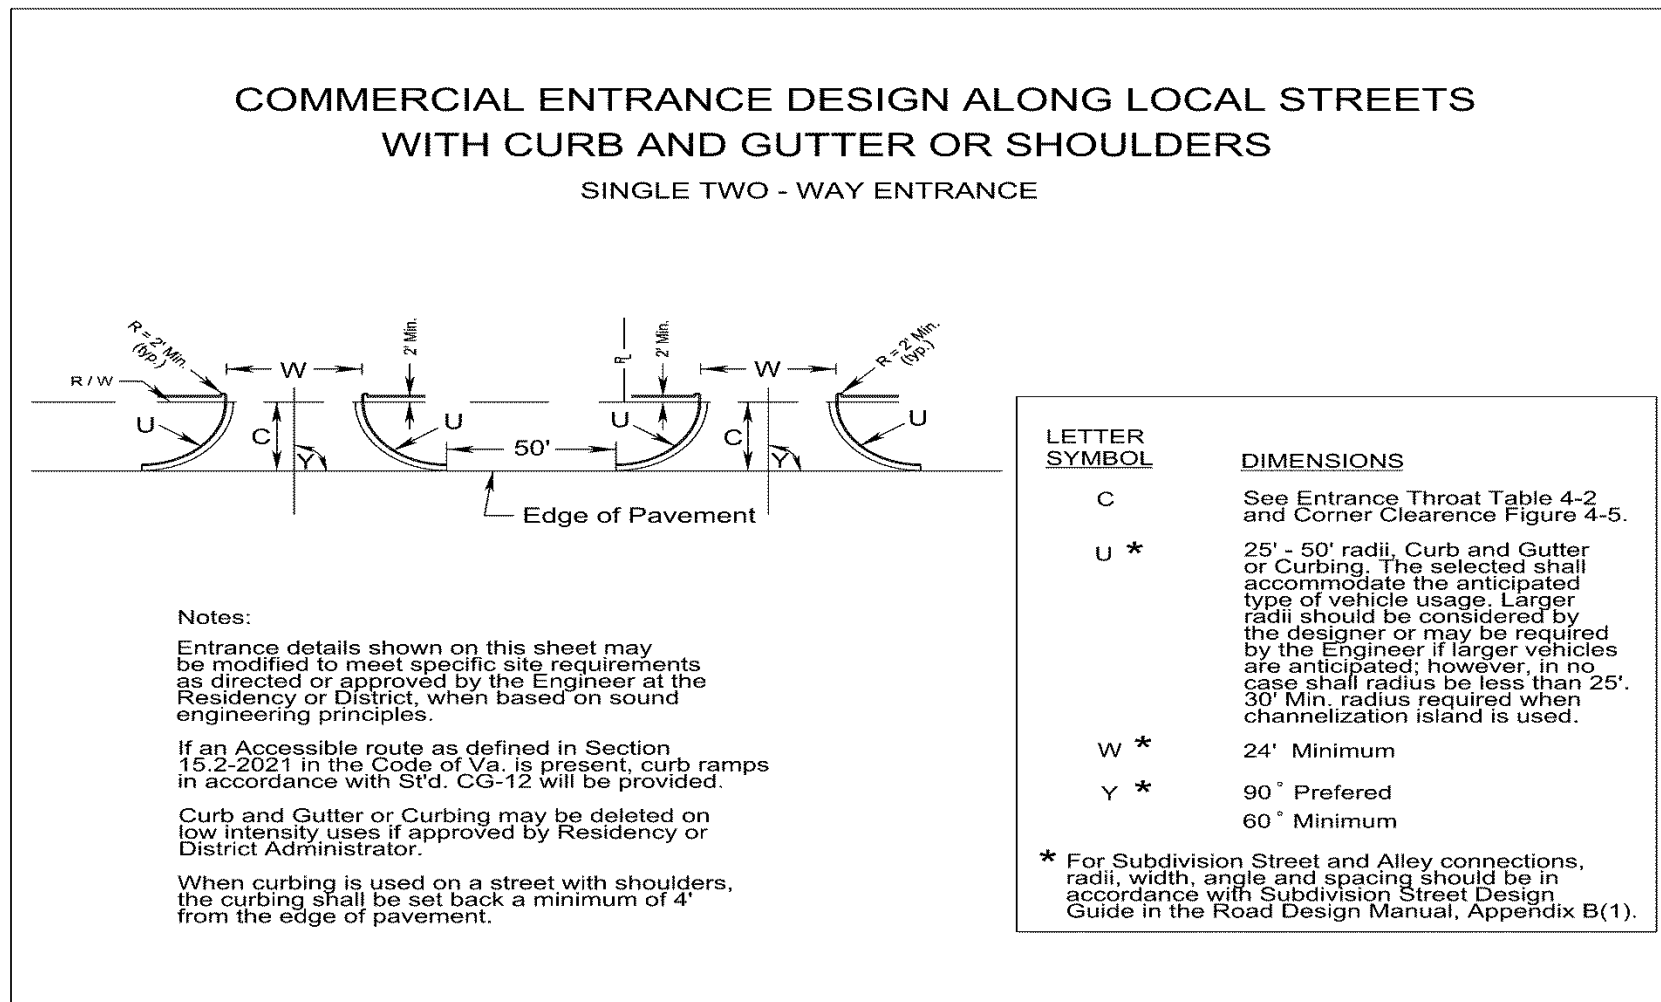 COMMERCIAL ENTRANCE DESIGN ALONG LOCAL STREETS
WITH CURB AND GUTTER OR SHOULDERS
SINGLE TWO - WAY ENTRANCE
R = 2' Min.
(typ.)
R / W
W
2' Min.
U
C
Y
U
50'
PL
2' Min.
W
R = 2' Min.
(typ.)
U
C
Y
U
Edge of Pavement
Notes:
Entrance details shown on this sheet may
be modified to meet specific site requirements
as directed or approved by the Engineer at the
Residency or District, when based on sound
engineering principles.
If an Accessible route as defined in Section
15.2-2021 in the Code of Va. is present, curb ramps
in accordance with St'd. CG-12 will be provided.
Curb and Gutter or Curbing may be deleted on
low intensity uses if approved by Residency or
District Administrator.
When curbing is used on a street with shoulders,
the curbing shall be set back a minimum of 4'
from the edge of pavement.
LETTER
SYMBOL
DIMENSIONS
C
See Entrance Throat Table 4-2
and Corner Clearence Figure 4-5.
U *
25' - 50' radii, Curb and Gutter
or Curbing. The selected shall
accommodate the anticipated
type of vehicle usage. Larger
radii should be considered by
the designer or may be required
by the Engineer if larger vehicles
are anticipated; however, in no
case shall radius be less than 25'.
30' Min. radius required when
channelization island is used.
W *
24' Minimum
Y *
90° Prefered
60° Minimum
* For Subdivision Street and Alley connections,
radii, width, angle and spacing should be in
accordance with Subdivision Street Design
Guide in the Road Design Manual, Appendix B(1).